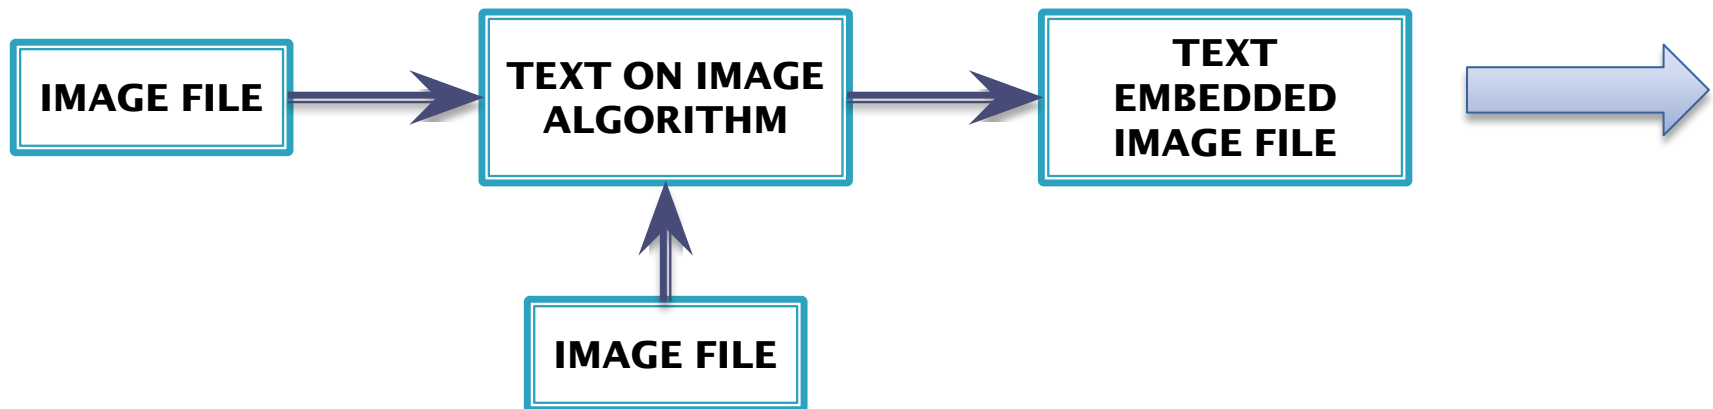 IMAGE FILE
TEXT ON IMAGE
ALGORITHM
TEXT
EMBEDDED
IMAGE FILE
IMAGE FILE